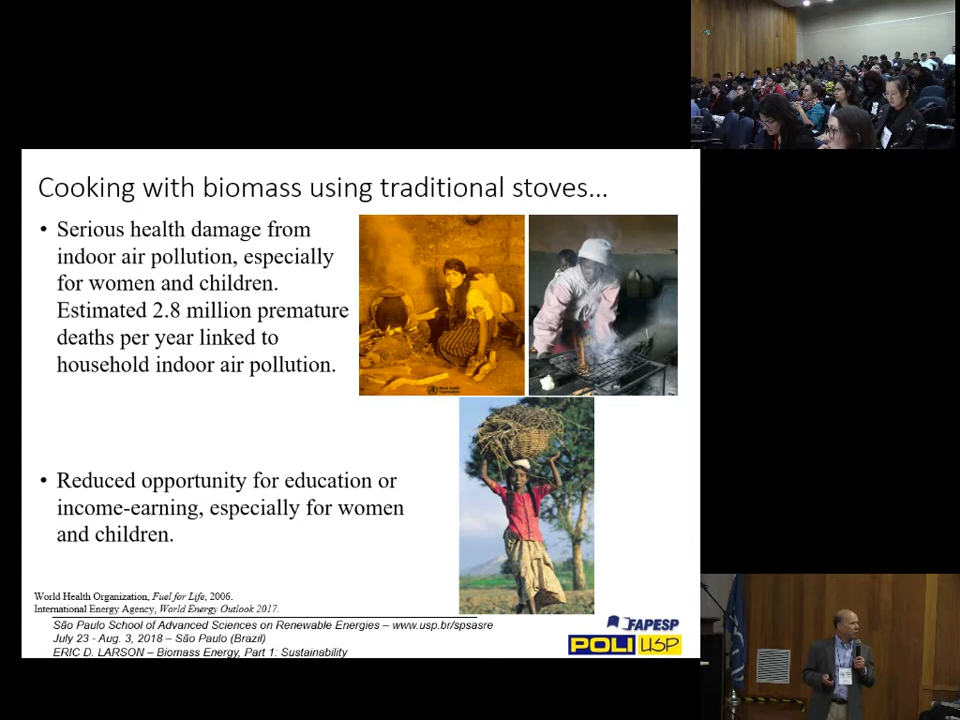 Cooking with biomass using traditional stoves...
• Serious health damage from
indoor air pollution, especially
for women and children.
Estimated 2.8 million premature
deaths per year linked to
household indoor air pollution.
• Reduced opportunity for education or
income-earning, especially for women
and children.
World Health Organization, Fuel for Life, 2006.
International Energy Agency, World Energy Outlook 2017.
São Paulo School of Advanced Sciences on Renewable Energies – www.usp.br/spsasre
July 23 - Aug. 3, 2018 – São Paulo (Brazil)
ERIC D. LARSON – Biomass Energy, Part 1: Sustainability
FAPESP
POLI USP